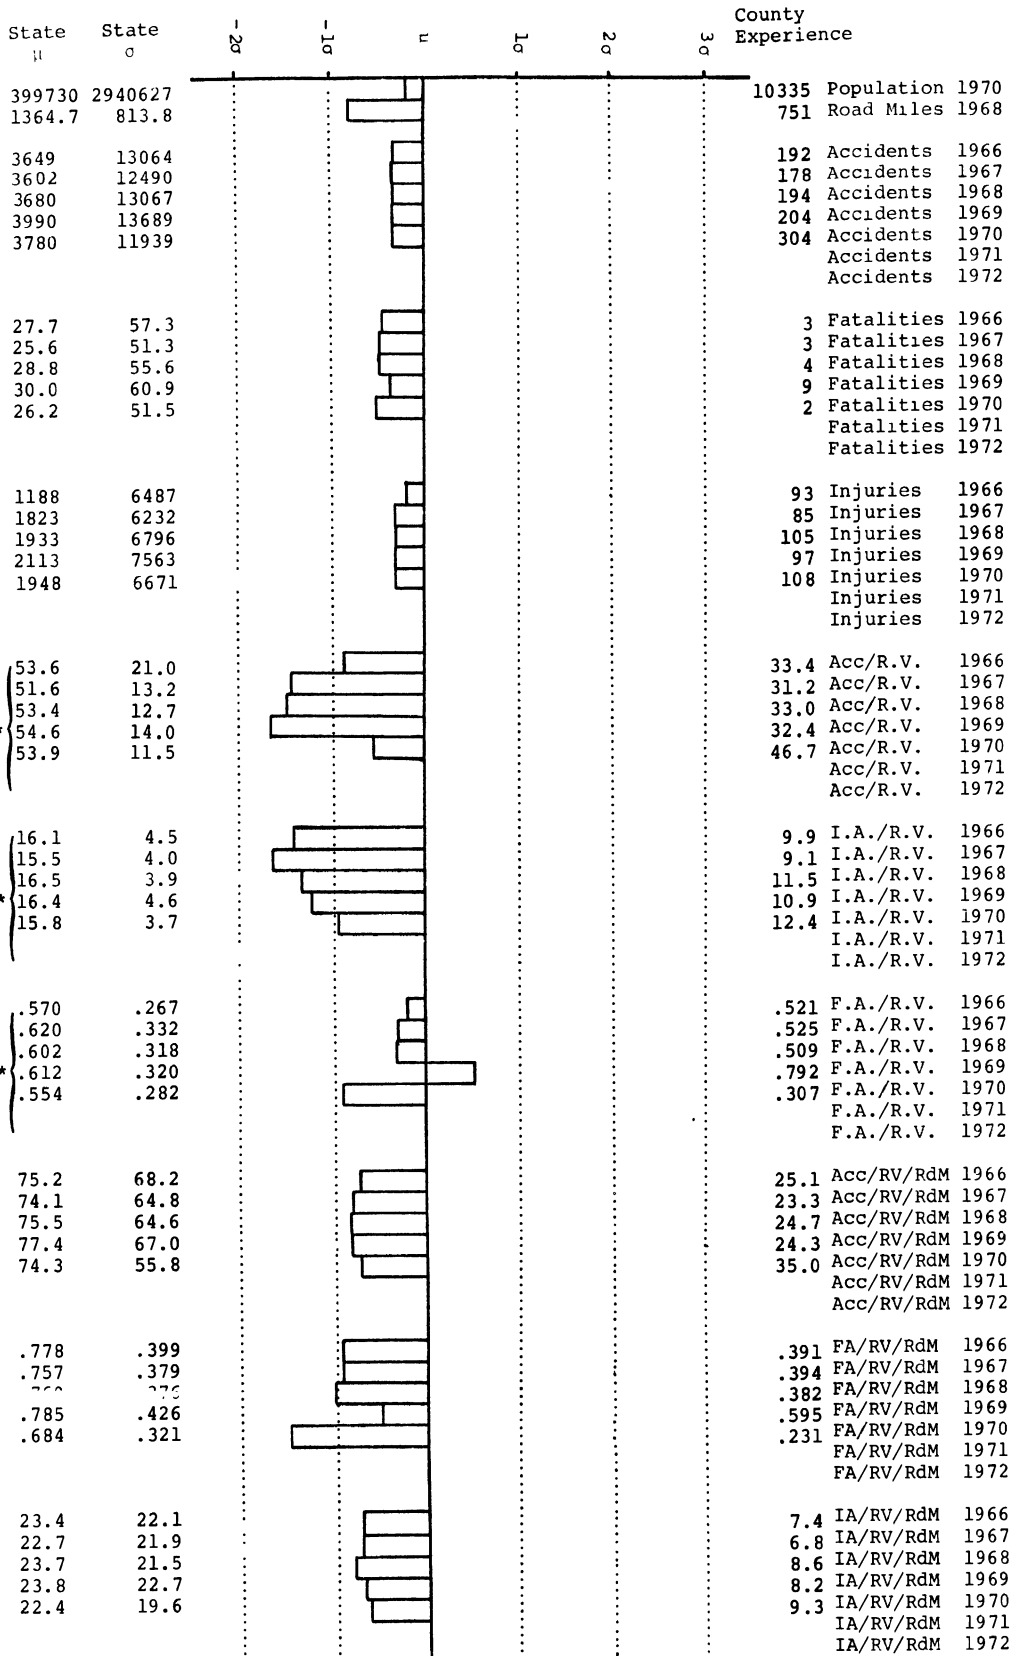 State State -2σ -1σ μ 1σ 2σ 3σ County
μ σ Experience
399730 2940627 10335 Population 1970
1364.7 813.8 751 Road Miles 1968
3649 13064 192 Accidents 1966
3602 12490 178 Accidents 1967
3680 13067 194 Accidents 1968
3990 13689 204 Accidents 1969
3780 11939 304 Accidents 1970
Accidents 1971
Accidents 1972
27.7 57.3 3 Fatalities 1966
25.6 51.3 3 Fatalities 1967
28.8 55.6 4 Fatalities 1968
30.0 60.9 9 Fatalities 1969
26.2 51.5 2 Fatalities 1970
Fatalities 1971
Fatalities 1972
1188 6487 93 Injuries 1966
1823 6232 85 Injuries 1967
1933 6796 105 Injuries 1968
2113 7563 97 Injuries 1969
1948 6671 108 Injuries 1970
Injuries 1971
Injuries 1972
53.6 21.0 33.4 Acc/R.V. 1966
51.6 13.2 31.2 Acc/R.V. 1967
53.4 12.7 33.0 Acc/R.V. 1968
* 54.6 14.0 32.4 Acc/R.V. 1969
53.9 11.5 46.7 Acc/R.V. 1970
Acc/R.V. 1971
Acc/R.V. 1972
16.1 4.5 9.9 I.A./R.V. 1966
15.5 4.0 9.1 I.A./R.V. 1967
16.5 3.9 11.5 I.A./R.V. 1968
* 16.4 4.6 10.9 I.A./R.V. 1969
15.8 3.7 12.4 I.A./R.V. 1970
I.A./R.V. 1971
I.A./R.V. 1972
.570 .267 .521 F.A./R.V. 1966
.620 .332 .525 F.A./R.V. 1967
.602 .318 .509 F.A./R.V. 1968
* .612 .320 .792 F.A./R.V. 1969
.554 .282 .307 F.A./R.V. 1970
F.A./R.V. 1971
F.A./R.V. 1972
75.2 68.2 25.1 Acc/RV/RdM 1966
74.1 64.8 23.3 Acc/RV/RdM 1967
75.5 64.6 24.7 Acc/RV/RdM 1968
77.4 67.0 24.3 Acc/RV/RdM 1969
74.3 55.8 35.0 Acc/RV/RdM 1970
Acc/RV/RdM 1971
Acc/RV/RdM 1972
.778 .399 .391 FA/RV/RdM 1966
.757 .379 .394 FA/RV/RdM 1967
.382 FA/RV/RdM 1968
.785 .426 .595 FA/RV/RdM 1969
.684 .321 .231 FA/RV/RdM 1970
FA/RV/RdM 1971
FA/RV/RdM 1972
23.4 22.1 7.4 IA/RV/RdM 1966
22.7 21.9 6.8 IA/RV/RdM 1967
23.7 21.5 8.6 IA/RV/RdM 1968
23.8 22.7 8.2 IA/RV/RdM 1969
22.4 19.6 9.3 IA/RV/RdM 1970
IA/RV/RdM 1971
IA/RV/RdM 1972